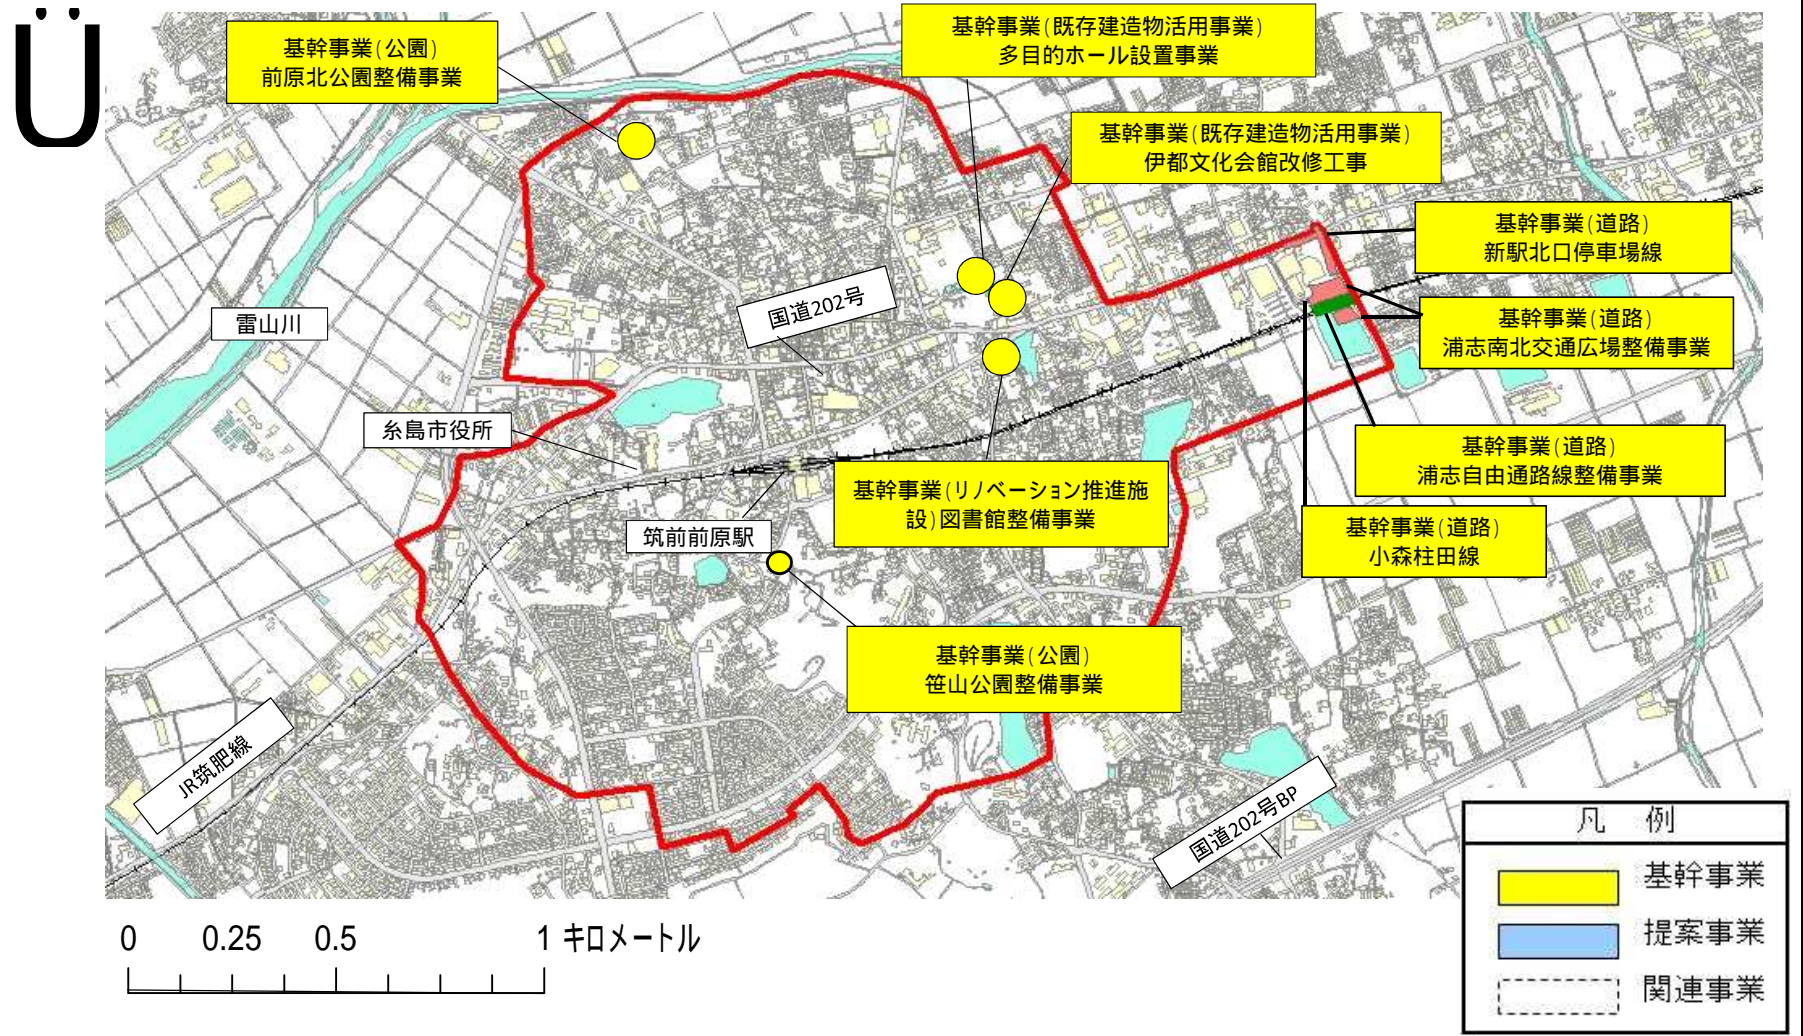 Ü
基幹事業(公園)
前原北公園整備事業
基幹事業(既存建造物活用事業)
多目的ホール設置事業
基幹事業(既存建造物活用事業)
伊都文化会館改修工事
基幹事業(道路)
新駅北口停車場線
基幹事業(道路)
浦志南北交通広場整備事業
基幹事業(道路)
浦志自由通路線整備事業
基幹事業(道路)
小森柱田線
雷山川
国道202号
糸島市役所
筑前前原駅
基幹事業(リノベーション推進施
設)図書館整備事業
基幹事業(公園)
笹山公園整備事業
JR筑肥線
国道202号BP
凡 例
基幹事業
提案事業
関連事業
0 0.25 0.5 1 キロメートル